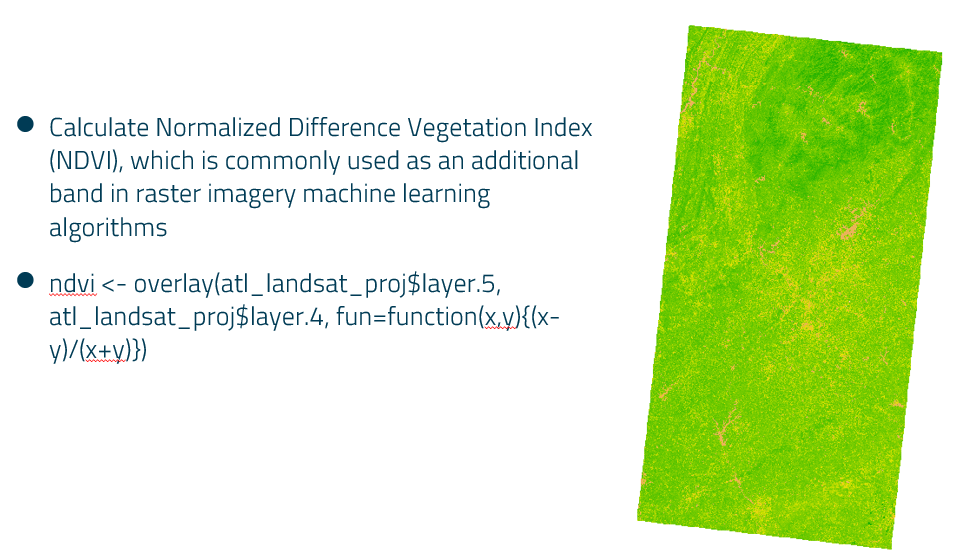 Calculate Normalized Difference Vegetation Index
(NDVI), which is commonly used as an additional
band in raster imagery machine learning
algorithms
ndvi <- overlay(atl_landsat_proj$layer.5,
atl_landsat_proj$layer.4, fun=function(x,y){(x-
y)/(x+y)})